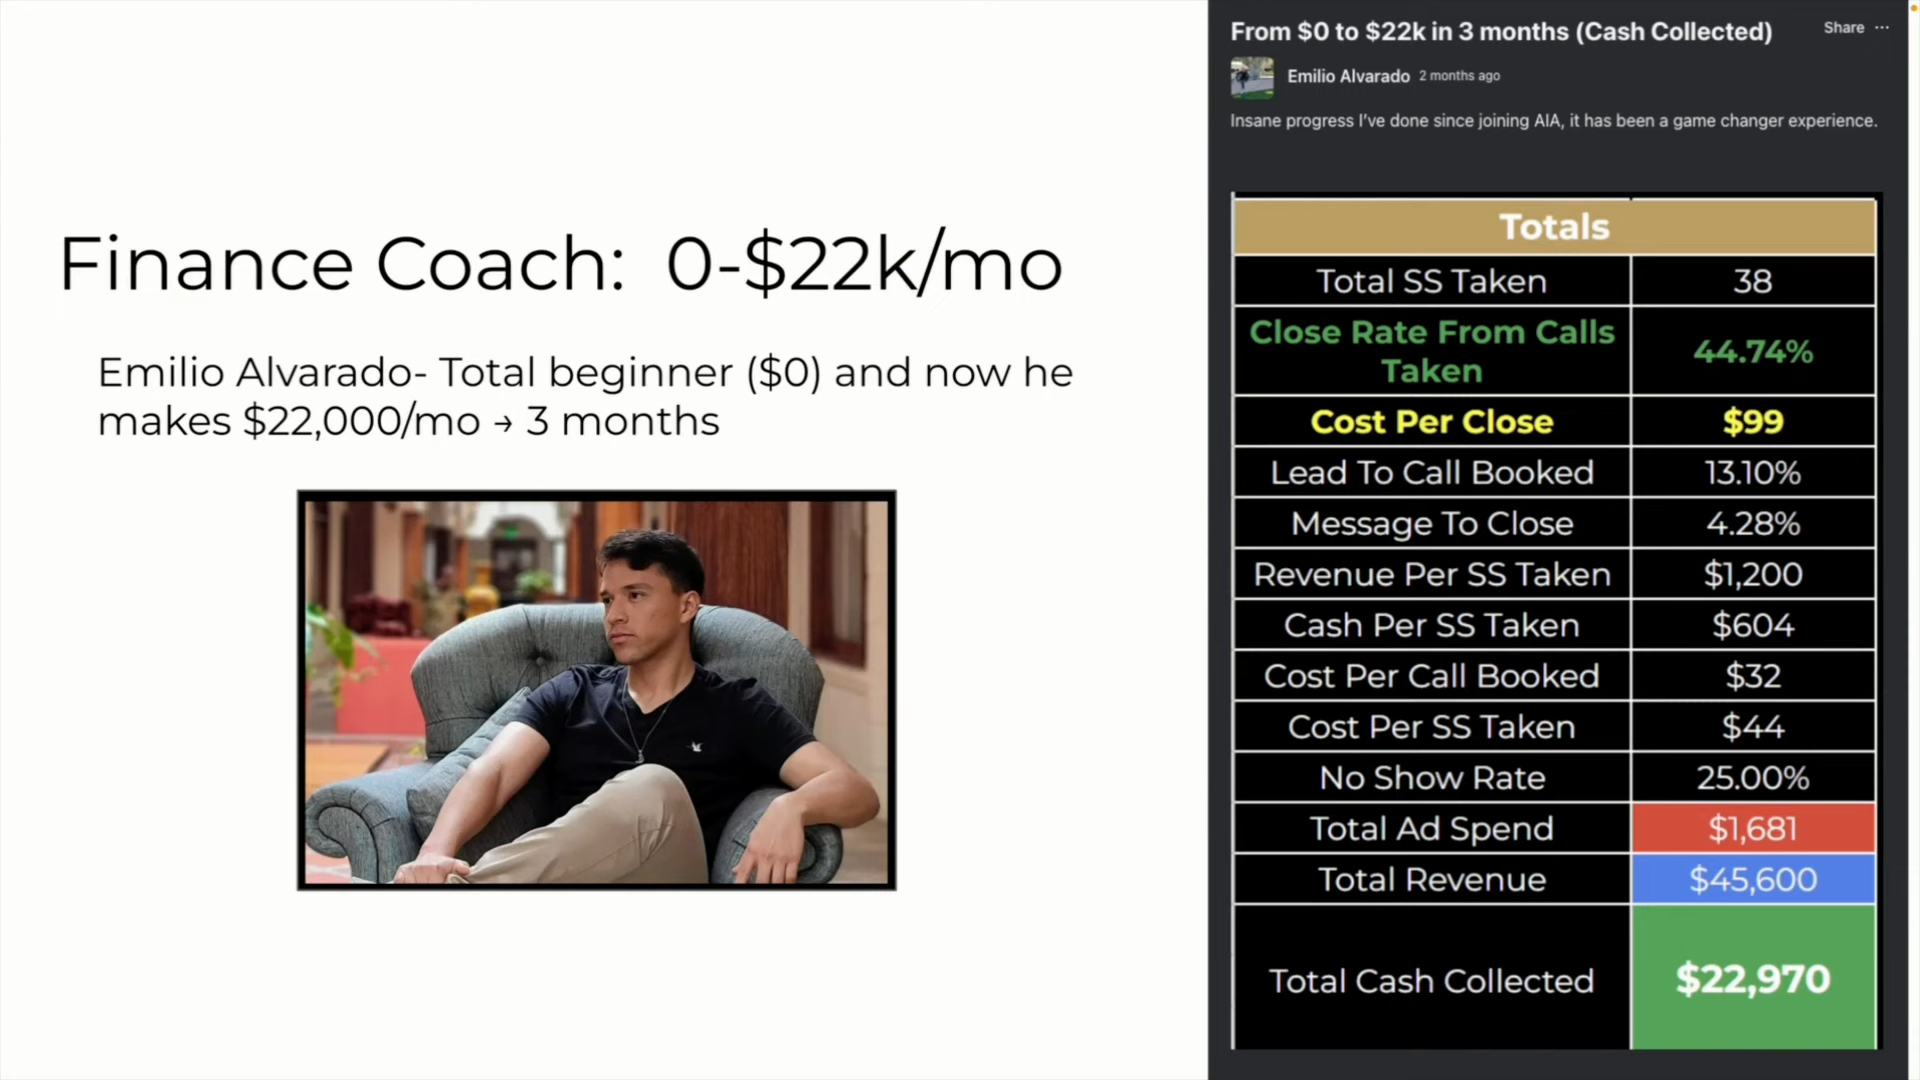 Finance Coach: 0-$22k/mo
Emilio Alvarado- Total beginner ($0) and now he
makes $22,000/mo → 3 months
From $0 to $22k in 3 months (Cash Collected)
Share ···
Emilio Alvarado 2 months ago
Insane progress I've done since joining AIA, it has been a game changer experience.
Totals
Total SS Taken 38
Close Rate From Calls
Taken 44.74%
Cost Per Close $99
Lead To Call Booked 13.10%
Message To Close 4.28%
Revenue Per SS Taken $1,200
Cash Per SS Taken $604
Cost Per Call Booked $32
Cost Per SS Taken $44
No Show Rate 25.00%
Total Ad Spend $1,681
Total Revenue $45,600
Total Cash Collected $22,970